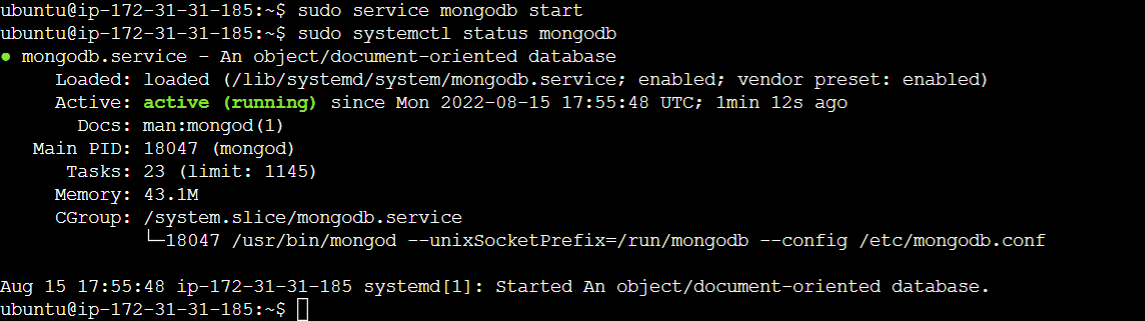 ubuntu@ip-172-31-31-185:~$ sudo service mongodb start
ubuntu@ip-172-31-31-185:~$ sudo systemctl status mongodb
● mongodb.service - An object/document-oriented database
     Loaded: loaded (/lib/systemd/system/mongodb.service; enabled; vendor preset: enabled)
     Active: active (running) since Mon 2022-08-15 17:55:48 UTC; 1min 12s ago
       Docs: man:mongod(1)
   Main PID: 18047 (mongod)
      Tasks: 23 (limit: 1145)
     Memory: 43.1M
     CGroup: /system.slice/mongodb.service
             └─18047 /usr/bin/mongod --unixSocketPrefix=/run/mongodb --config /etc/mongodb.conf

Aug 15 17:55:48 ip-172-31-31-185 systemd[1]: Started An object/document-oriented database.
ubuntu@ip-172-31-31-185:~$